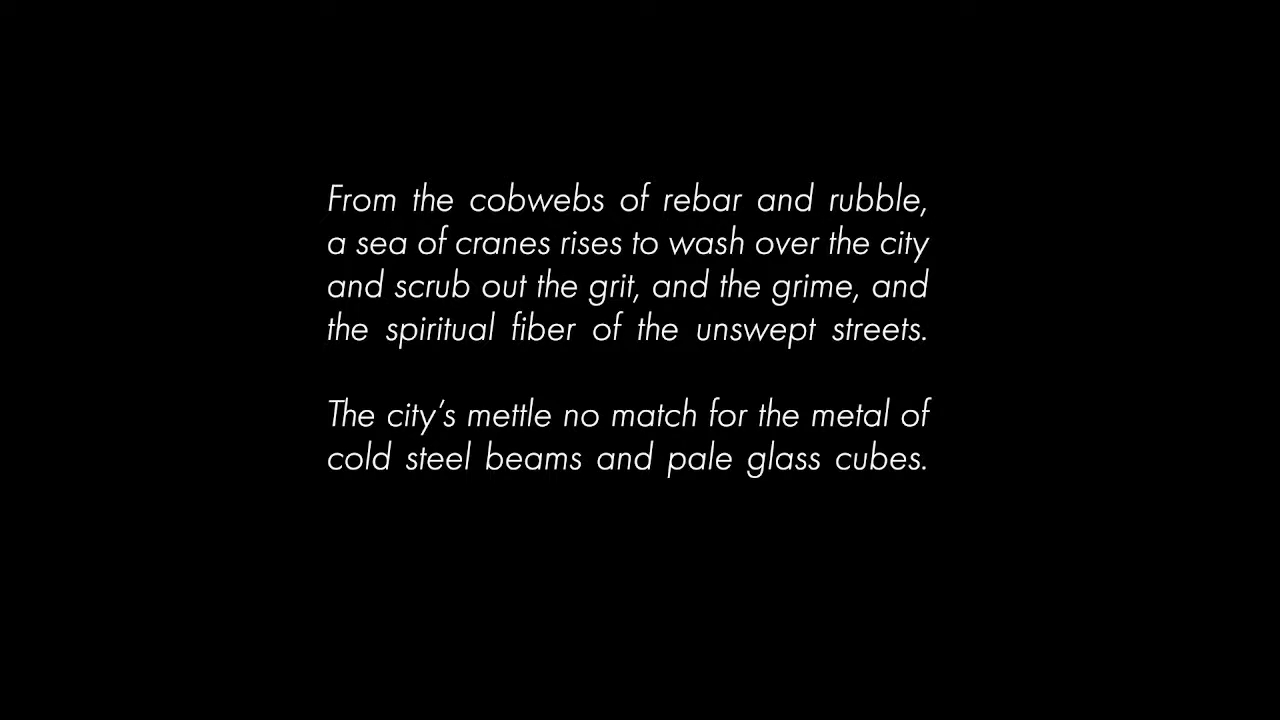 From the cobwebs of rebar and rubble,
a sea of cranes rises to wash over the city
and scrub out the grit, and the grime, and
the spiritual fiber of the unswept streets.
The city’s mettle no match for the metal of
cold steel beams and pale glass cubes.